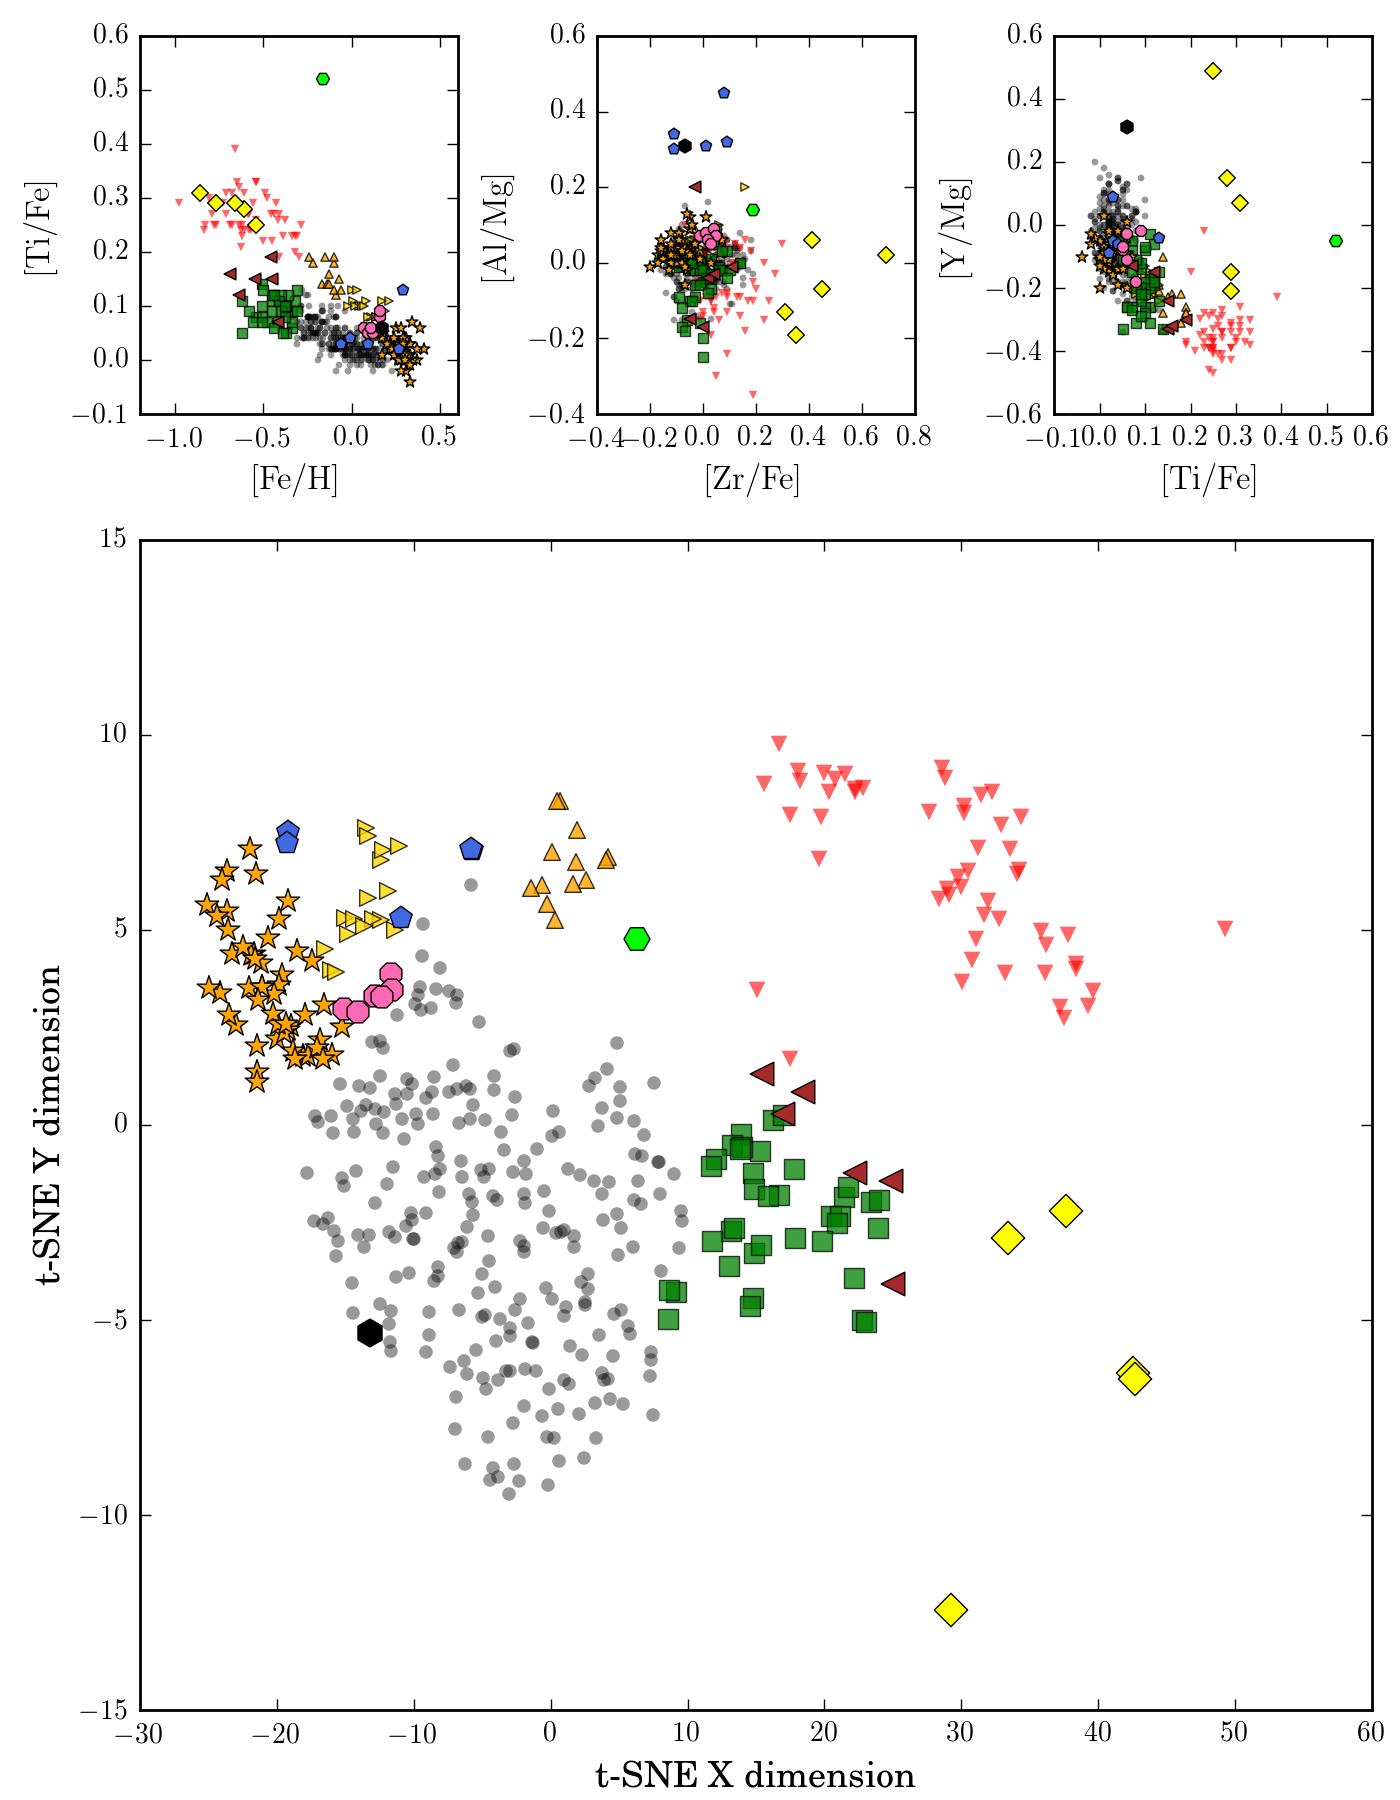 0.6 0.5 0.4 0.3 0.2 0.1 0.0 −0.1
[Ti/Fe]
−1.0 −0.5 0.0 0.5
[Fe/H]
0.6 0.4 0.2 0.0 −0.2 −0.4
[Al/Mg]
−0.4 −0.2 0.0 0.2 0.4 0.6 0.8
[Zr/Fe]
0.6 0.4 0.2 0.0 −0.2 −0.4 −0.6
[Y/Mg]
−0.1 0.0 0.1 0.2 0.3 0.4 0.5 0.6
[Ti/Fe]
15
10
5
0
−5
−10
−15
t-SNE Y dimension
−30 −20 −10 0 10 20 30 40 50 60
t-SNE X dimension